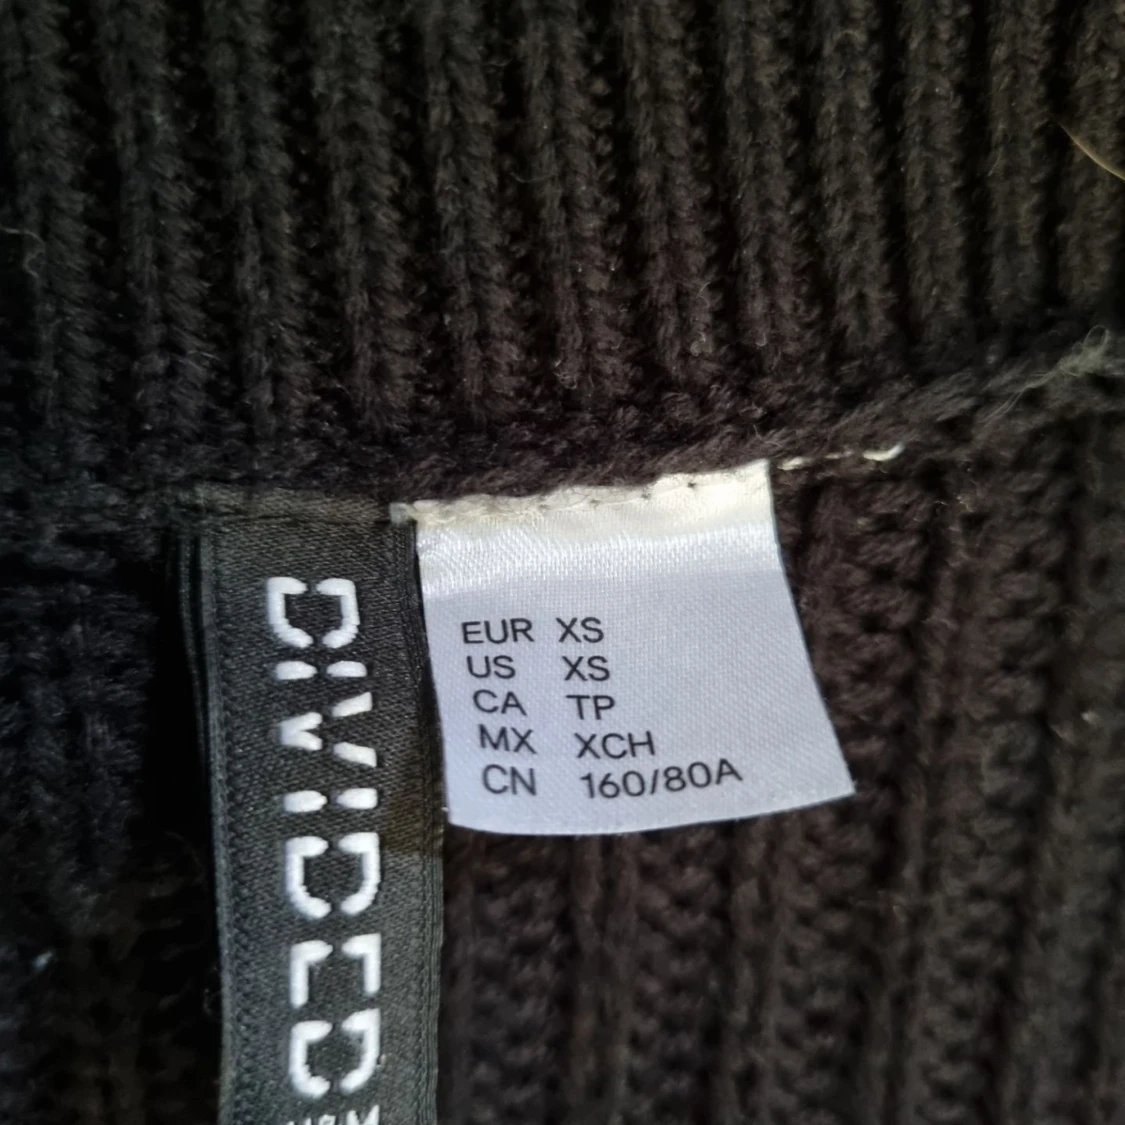 DIVIDED
H&M
EUR XS
US XS
CA TP
MX XCH
CN 160/80A